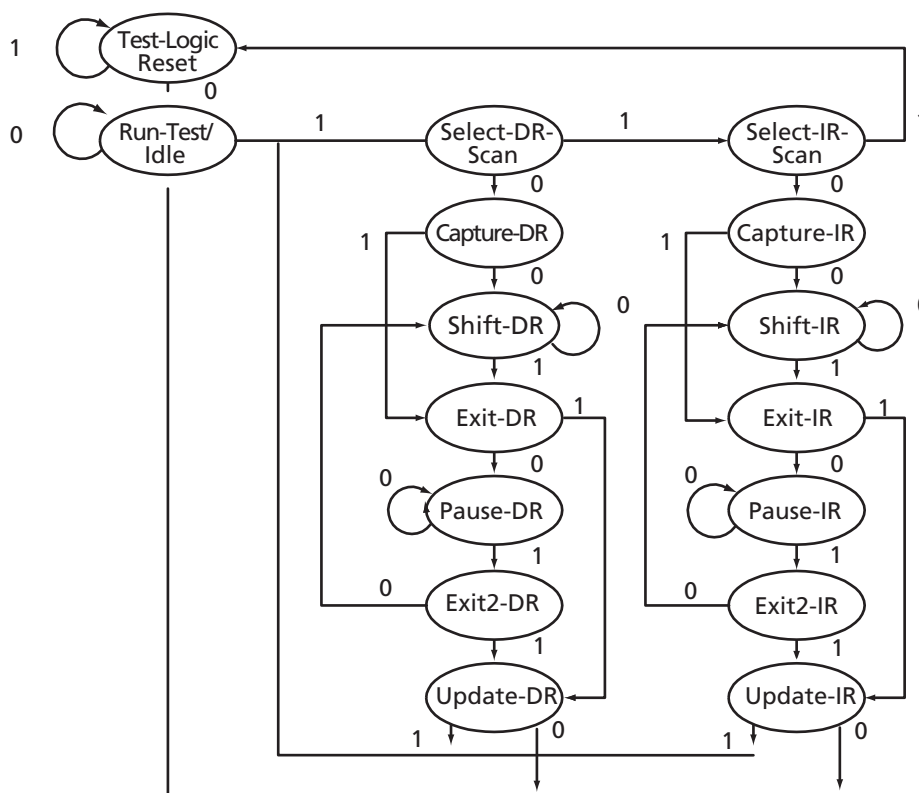 1
Test-Logic
Reset
0
0
Run-Test/
Idle
1
Select-DR-
Scan
1
Select-IR-
Scan
1
0
0
1
Capture-DR
1
Capture-IR
0
0
Shift-DR
0
Shift-IR
0
1
1
Exit-DR
1
Exit-IR
1
0
0
0
Pause-DR
0
Pause-IR
1
1
0
Exit2-DR
0
Exit2-IR
1
1
Update-DR
Update-IR
1
0
1
0